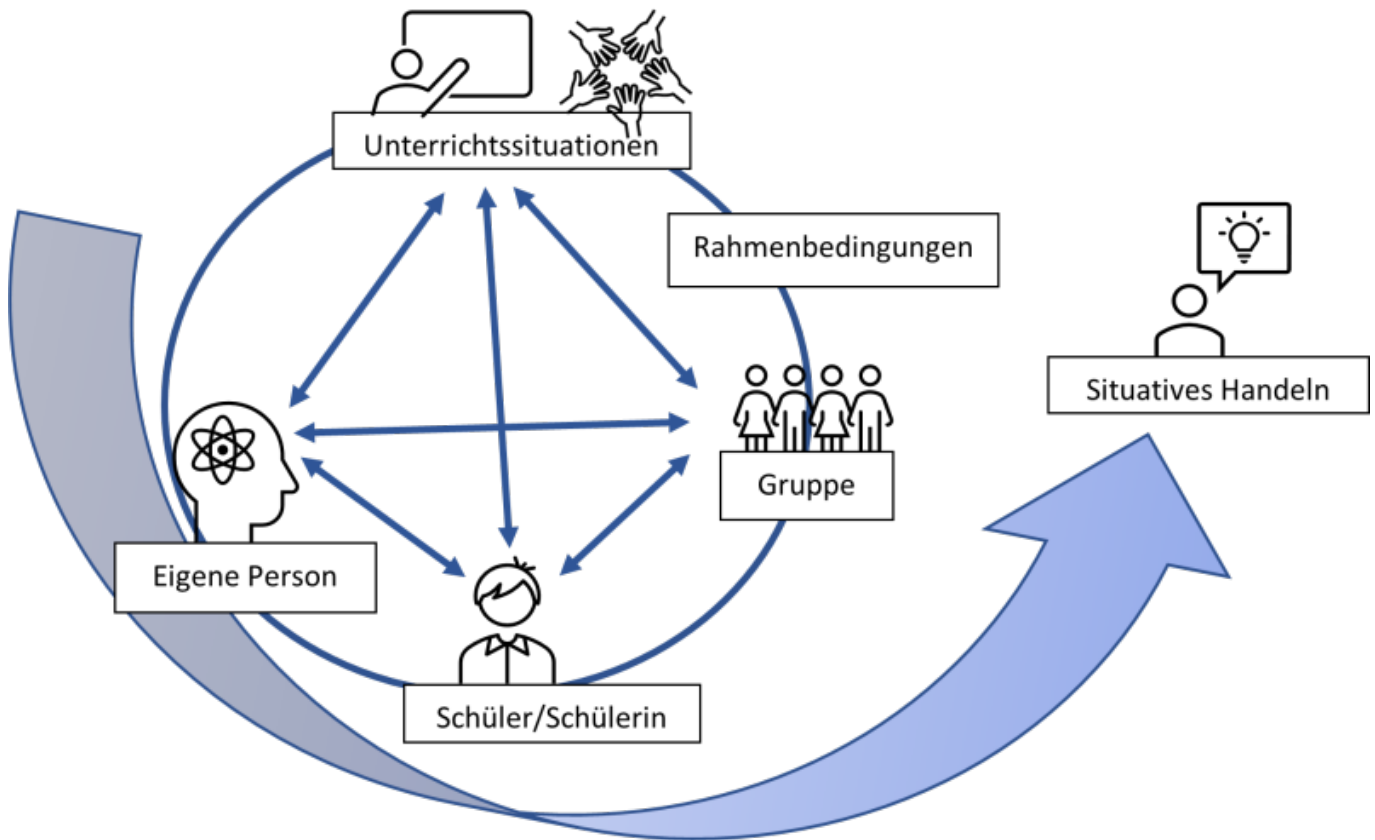 Unterrichtssituationen
Rahmenbedingungen
Situatives Handeln
Gruppe
Eigene Person
Schüler/Schülerin